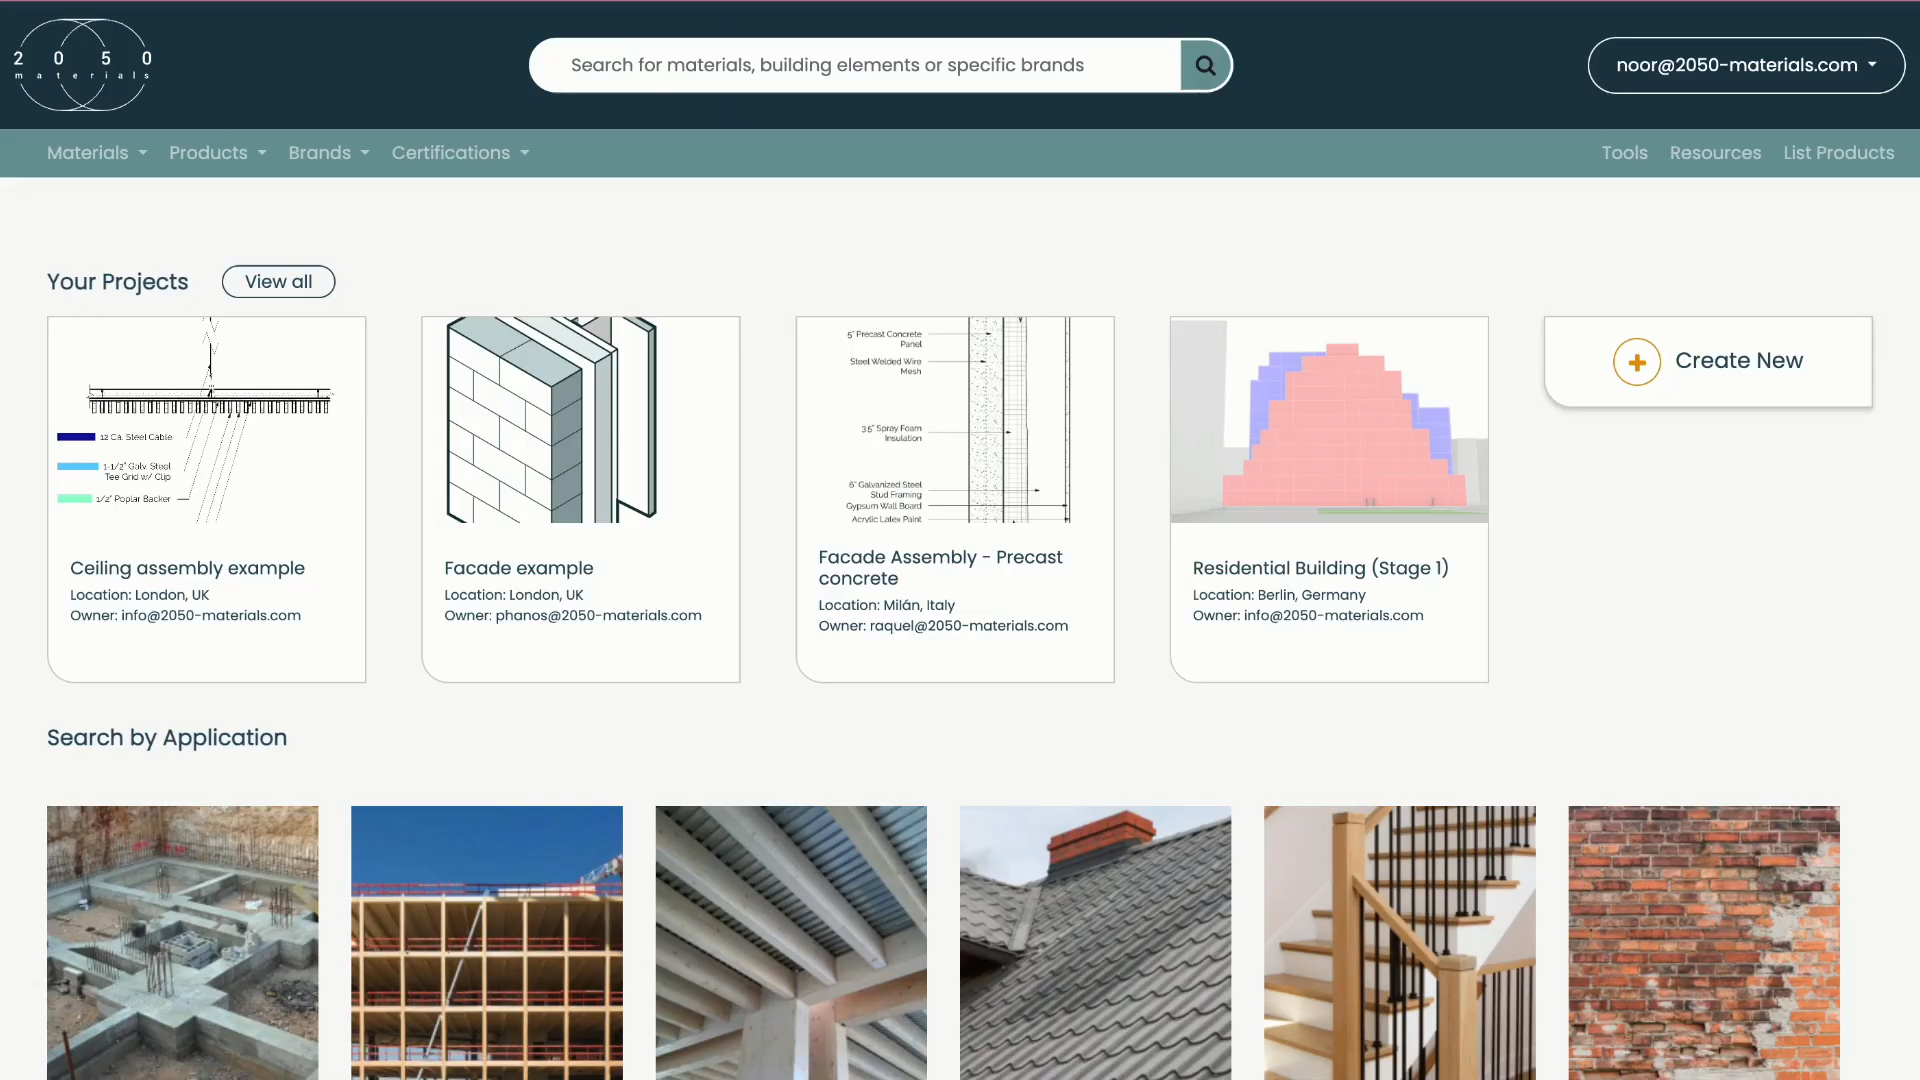 2 0 5 0
materials
Search for materials, building elements or specific brands
noor@2050-materials.com
Materials
Products
Brands
Certifications
Tools
Resources
List Products
Your Projects
View all
12 Ca. Steel Cable
1-1/2" Galv. Steel
Tee Grid w/ Clip
1/2" Poplar Backer
Ceiling assembly example
Location: London, UK
Owner: info@2050-materials.com
Facade example
Location: London, UK
Owner: phanos@2050-materials.com
5" Precast Concrete
Panel
Steel Welded Wire
Mesh
3.5" Spray Foam
Insulation
6" Galvanized Steel
Stud Framing
Gypsum Wall Board
Acrylic Latex Paint
Facade Assembly - Precast
concrete
Location: Milán, Italy
Owner: raquel@2050-materials.com
Residential Building (Stage 1)
Location: Berlin, Germany
Owner: info@2050-materials.com
Create New
Search by Application